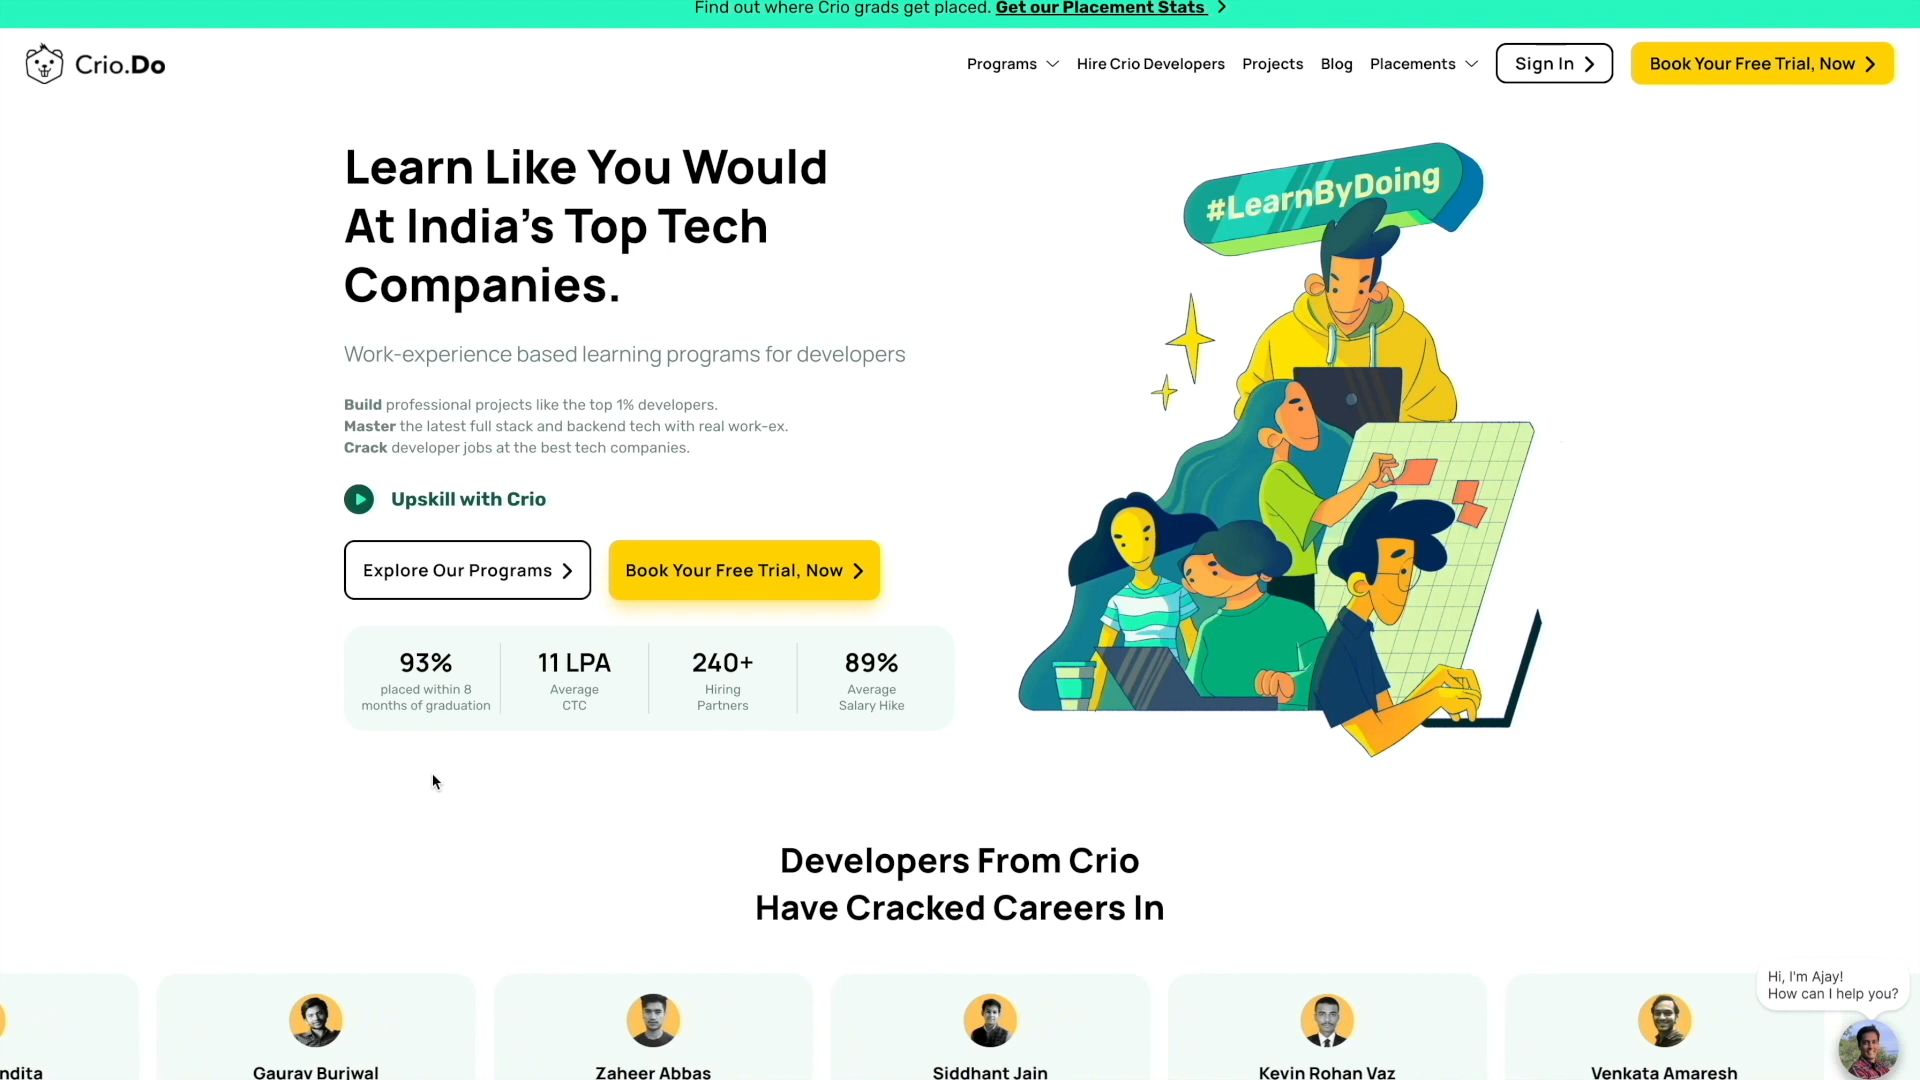 Find out where Crio grads get placed. Get our Placement Stats
Crio.Do
Programs
Hire Crio Developers
Projects
Blog
Placements
Sign In
Book Your Free Trial, Now
Learn Like You Would
At India’s Top Tech
Companies.
#LearnByDoing
Work-experience based learning programs for developers
Build professional projects like the top 1% developers.
Master the latest full stack and backend tech with real work-ex.
Crack developer jobs at the best tech companies.
Upskill with Crio
Explore Our Programs
Book Your Free Trial, Now
93%
placed within 8
months of graduation
11 LPA
Average
CTC
240+
Hiring
Partners
89%
Average
Salary Hike
Developers From Crio
Have Cracked Careers In
Hi, I'm Ajay!
How can I help you?
ndita
Gaurav Burjwal
Zaheer Abbas
Siddhant Jain
Kevin Rohan Vaz
Venkata Amaresh